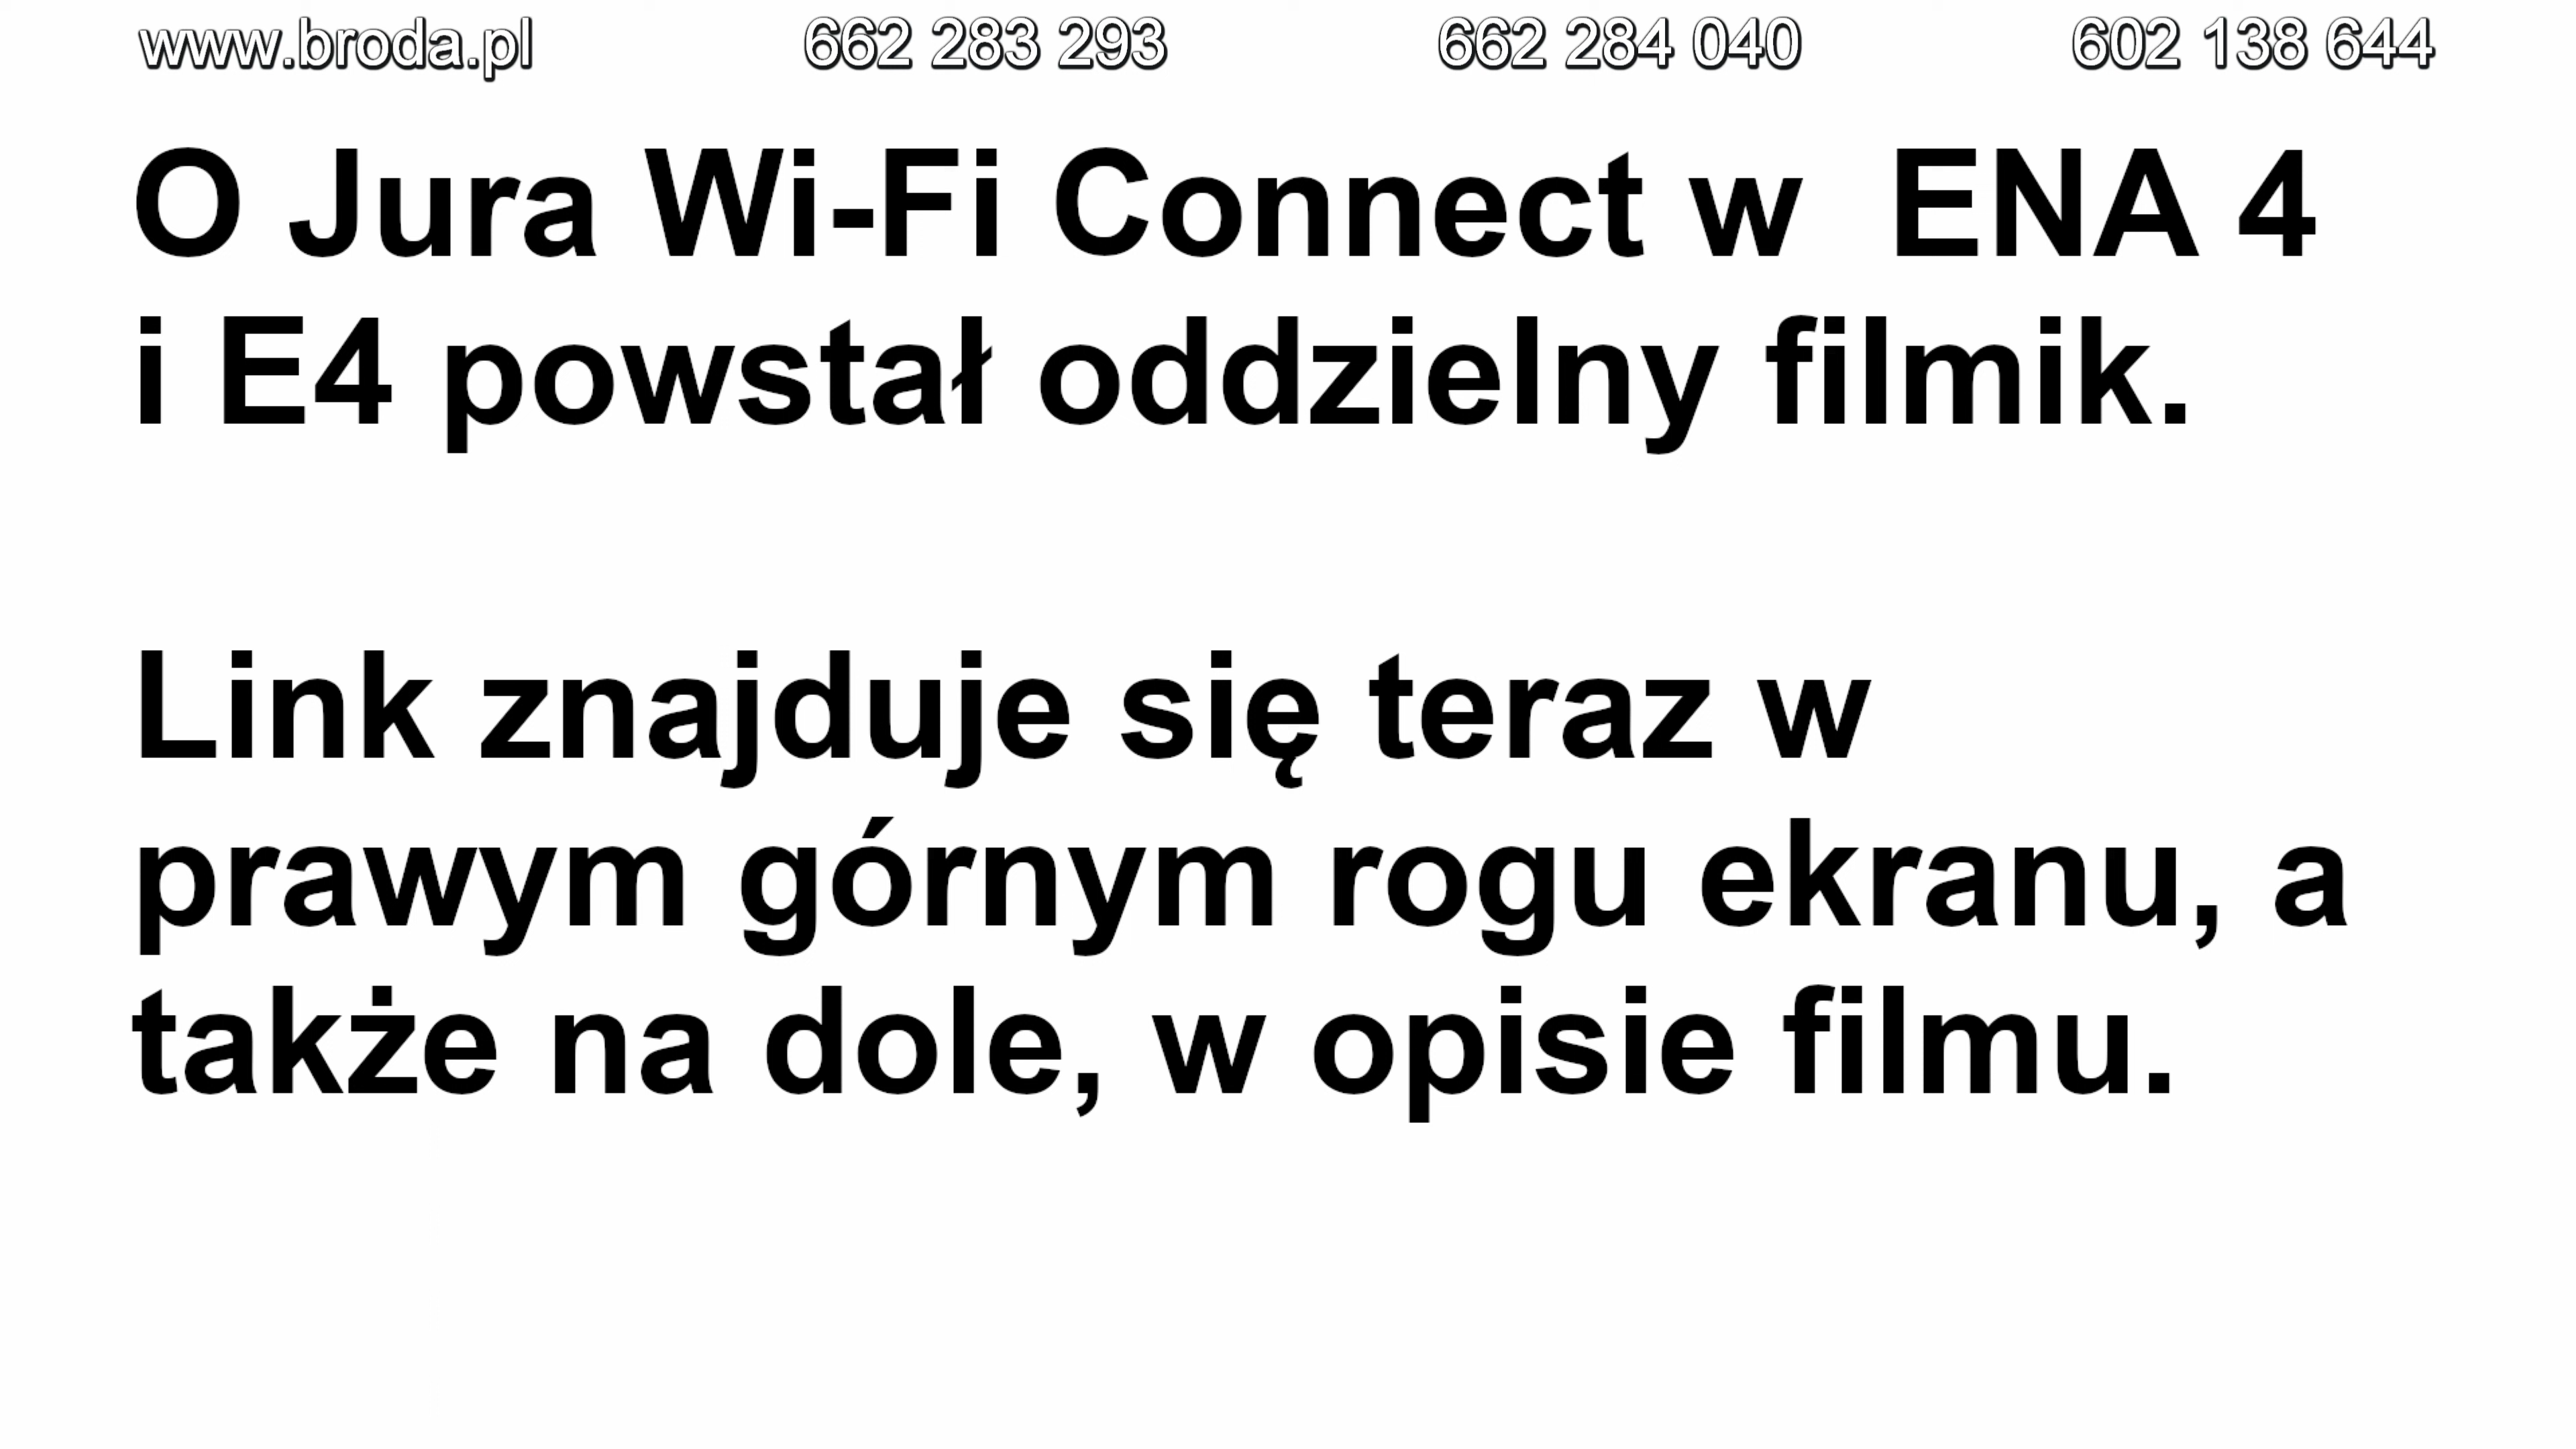 www.broda.pl 662 283 293 662 284 040 602 138 644
O Jura Wi-Fi Connect w ENA 4
i E4 powstał oddzielny filmik.
Link znajduje się teraz w
prawym górnym rogu ekranu, a
także na dole, w opisie filmu.